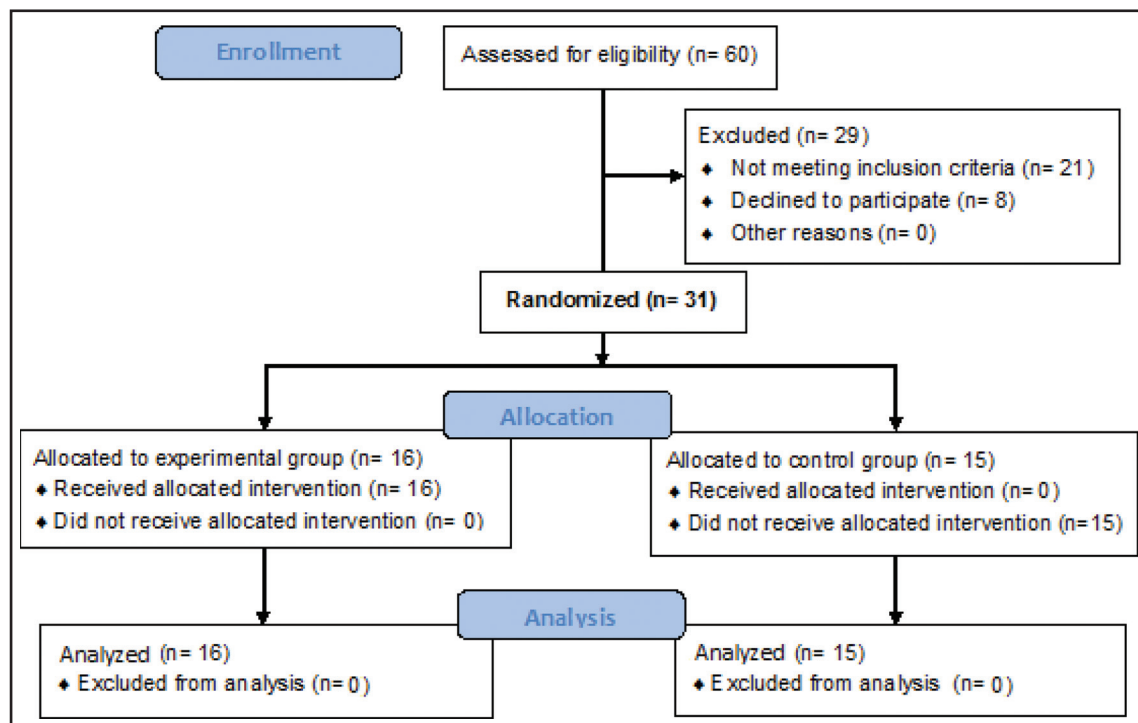 Enrollment
Assessed for eligibility (n= 60)
Excluded (n= 29)
♦ Not meeting inclusion criteria (n= 21)
♦ Declined to participate (n= 8)
♦ Other reasons (n= 0)
Randomized (n= 31)
Allocation
Allocated to experimental group (n= 16)
♦ Received allocated intervention (n= 16)
♦ Did not receive allocated intervention (n= 0)
Allocated to control group (n= 15)
♦ Received allocated intervention (n= 0)
♦ Did not receive allocated intervention (n=15)
Analysis
Analyzed (n= 16)
♦ Excluded from analysis (n= 0)
Analyzed (n= 15)
♦ Excluded from analysis (n= 0)